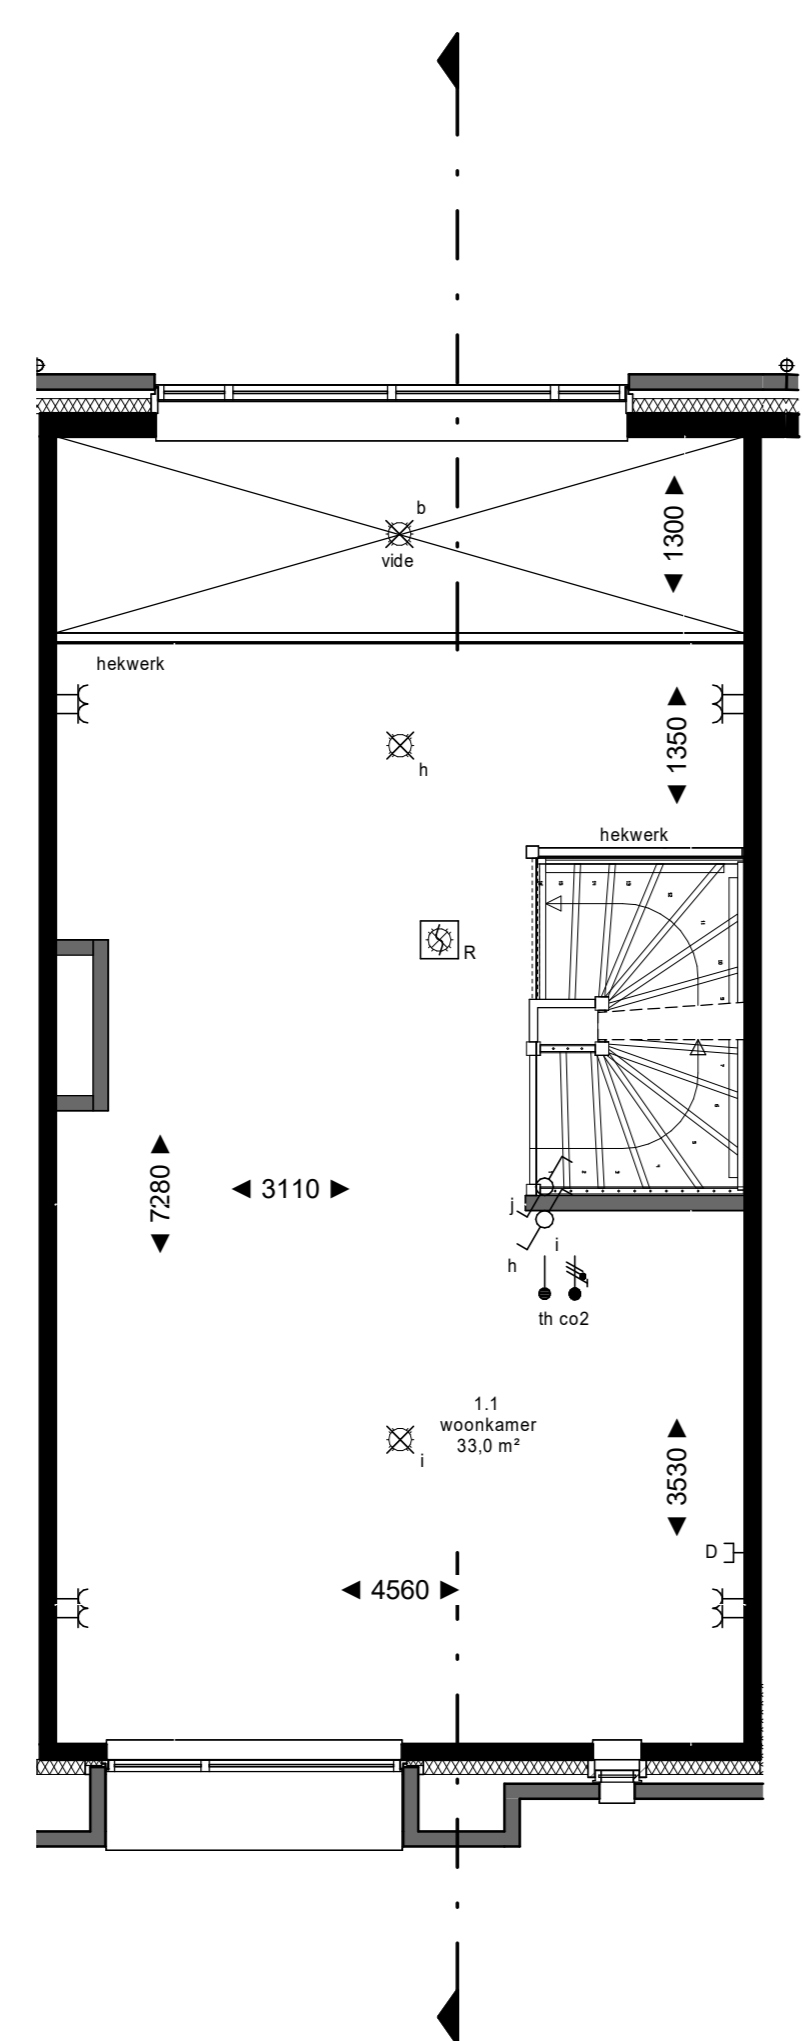 b
vide
1300
hekwerk
h
1350
hekwerk
R
7280
3110
j
i
h
th co2
1.1
woonkamer
33,0 m²
i
3530
D
4560